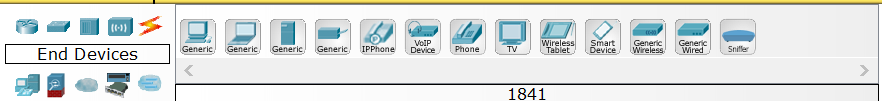 End Devices
Generic
Generic
Generic
Generic
IPPhone
VoIP
Device
Phone
TV
Wireless
Tablet
Smart
Device
Generic
Wireless
Generic
Wired
Sniffer
1841